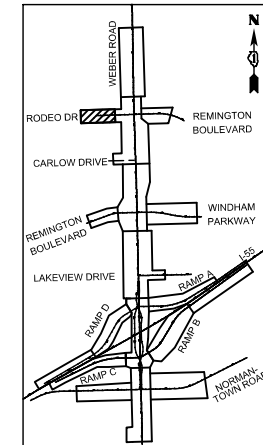 N
WEBER ROAD
RODEO DR
REMINGTON
BOULEVARD
CARLOW DRIVE
REMINGTON
BOULEVARD
WINDHAM
PARKWAY
I-55
LAKEVIEW DRIVE
RAMP A
RAMP D
RAMP B
RAMP C
NORMAN-
TOWN ROAD